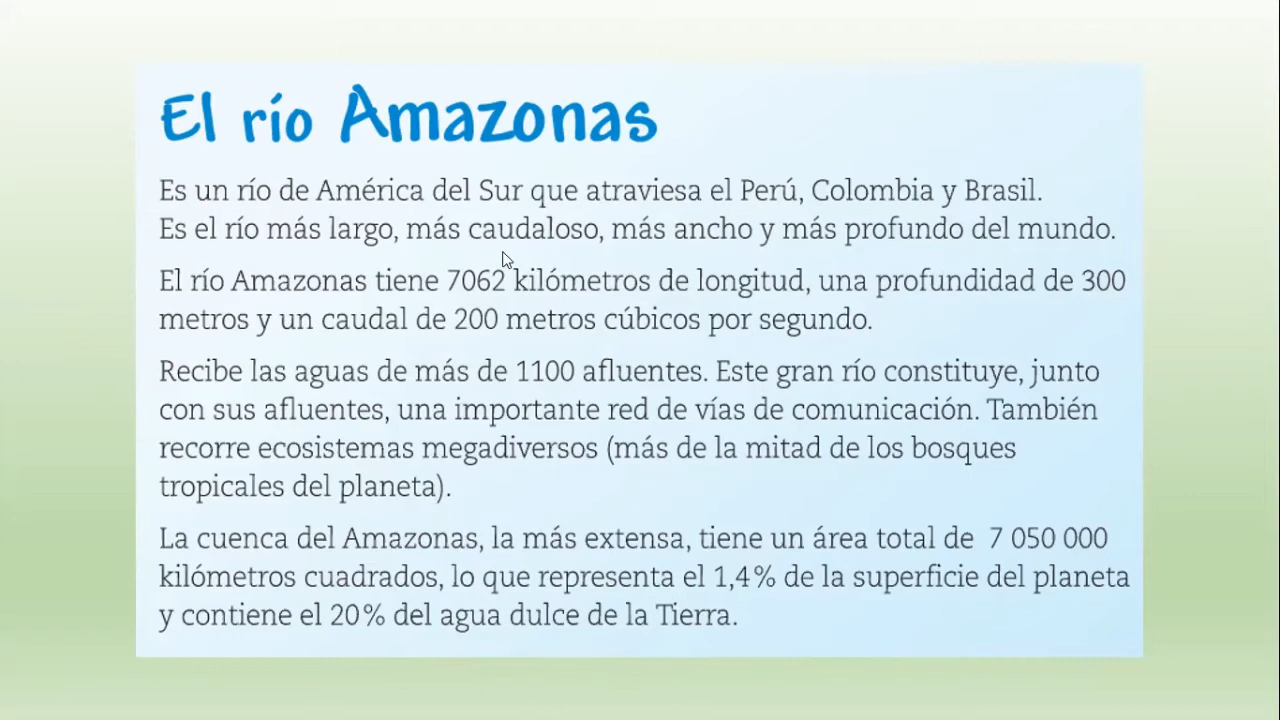 El río Amazonas
Es un río de América del Sur que atraviesa el Perú, Colombia y Brasil.
Es el río más largo, más caudaloso, más ancho y más profundo del mundo.
El río Amazonas tiene 7062 kilómetros de longitud, una profundidad de 300
metros y un caudal de 200 metros cúbicos por segundo.
Recibe las aguas de más de 1100 afluentes. Este gran río constituye, junto
con sus afluentes, una importante red de vías de comunicación. También
recorre ecosistemas megadiversos (más de la mitad de los bosques
tropicales del planeta).
La cuenca del Amazonas, la más extensa, tiene un área total de 7 050 000
kilómetros cuadrados, lo que representa el 1,4% de la superficie del planeta
y contiene el 20% del agua dulce de la Tierra.